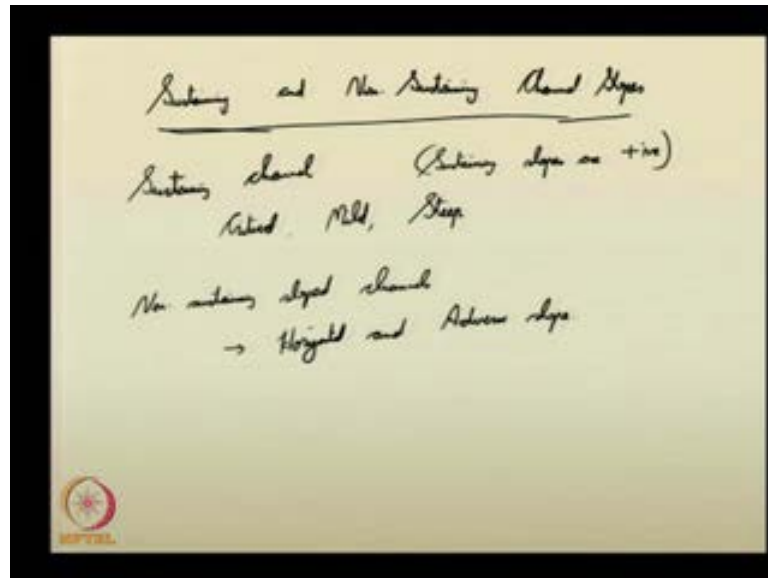 Sustaining and Non-Sustaining Channel Slopes
Sustaining channel (Sustaining slopes are +ive)
Critical, Mild, Steep
Non-sustaining sloped channels
→ Horizontal and Adverse slope
NPTEL